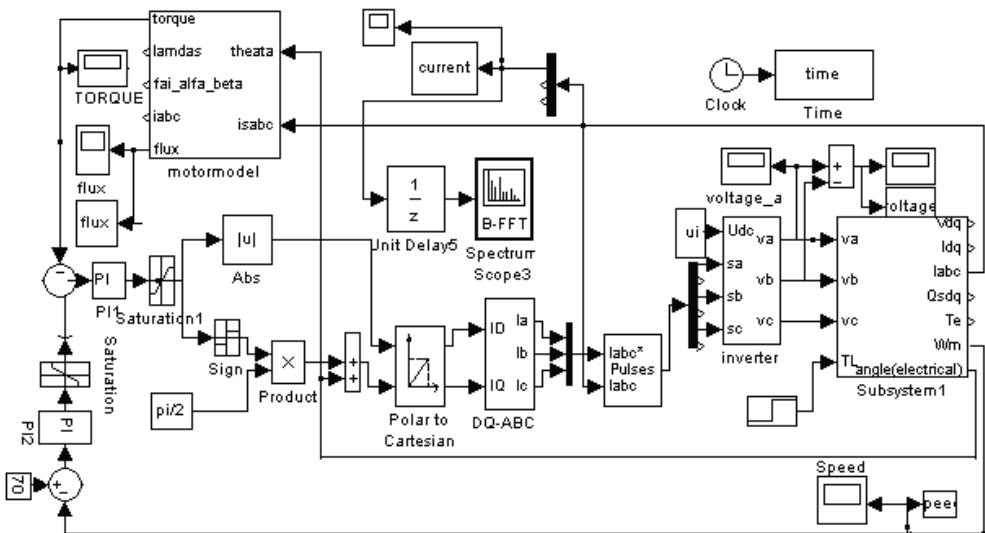 torque
lamdas
theata
fai_alfa_beta
TORQUE
iabc
isabc
flux
motormodel
flux
flux
current
time
Clock
Time
1
z
B-FFT
Unit Delay5
Spectrum
Scope3
voltage_a
+
−
voltage
ui
Udc
va
sa
vb
sb
vc
sc
inverter
Vdq
va
Idq
Iabc
vb
Qsdq
Te
vc
Wm
TL
angle(electrical)
Subsystem1
−
PI
PI1
Saturation1
|u|
Abs
Sign
×
Product
pi/2
+
+
Polar to
Cartesian
ID
IQ
Ia
Ib
Ic
DQ-ABC
Iabc*
Pulses
Iabc
Saturation
PI
PI2
70
+
−
Speed
pee